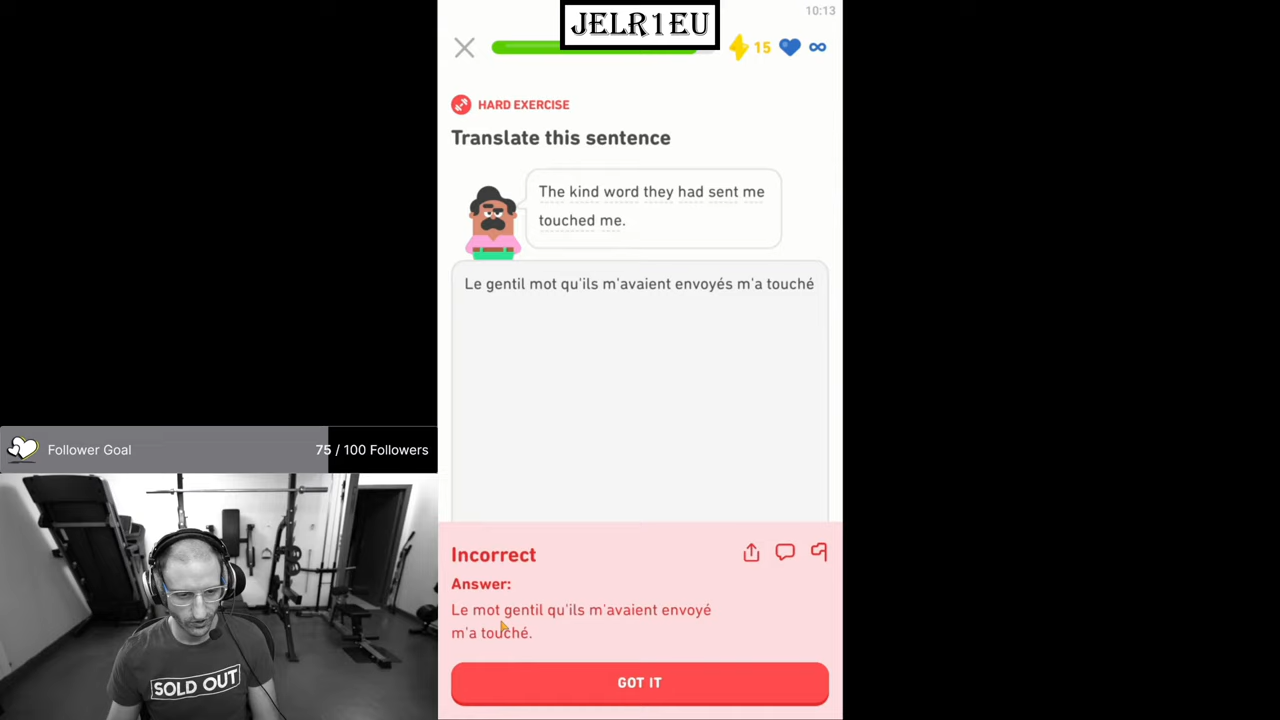 10:13
JELR1EU
15 ∞
HARD EXERCISE
Translate this sentence
The kind word they had sent me
touched me.
Le gentil mot qu'ils m'avaient envoyés m'a touché
Follower Goal 75 / 100 Followers
Incorrect
Answer:
Le mot gentil qu'ils m'avaient envoyé
m'a touché.
SOLD OUT
GOT IT